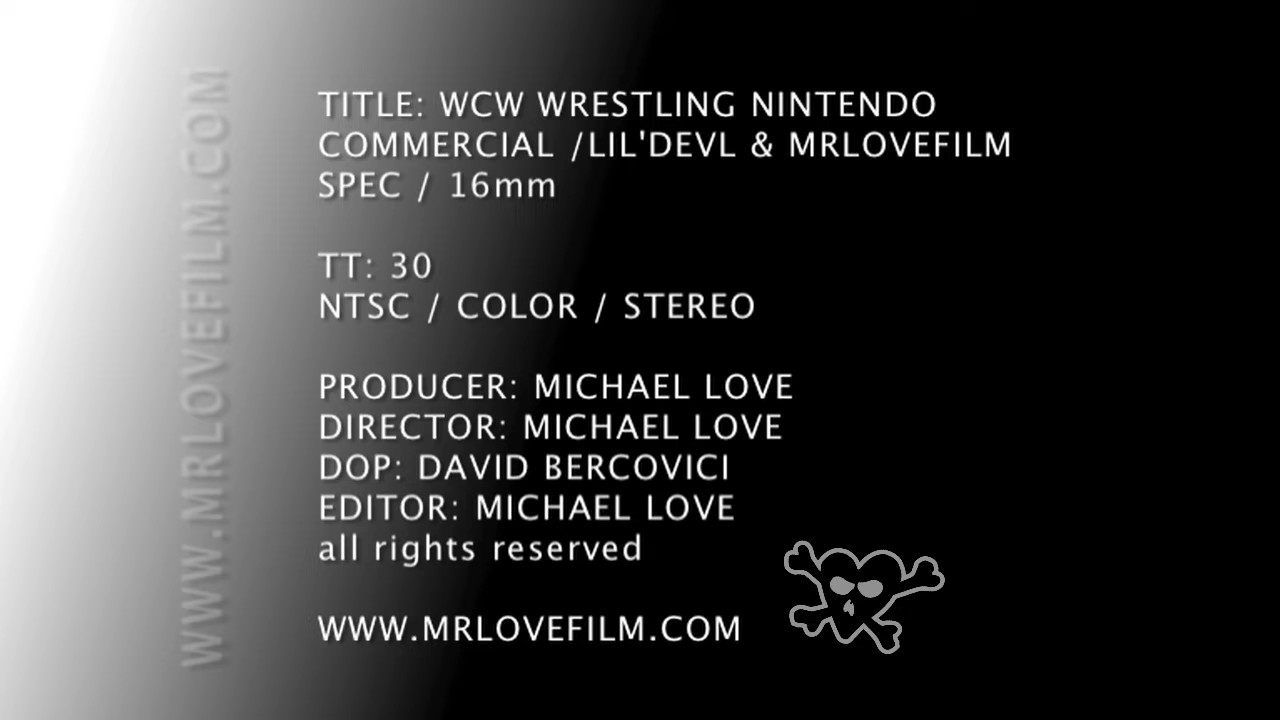 WWW.MRLOVEFILM.COM
TITLE: WCW WRESTLING NINTENDO
COMMERCIAL /LIL'DEVL & MRLOVEFILM
SPEC / 16mm
TT: 30
NTSC / COLOR / STEREO
PRODUCER: MICHAEL LOVE
DIRECTOR: MICHAEL LOVE
DOP: DAVID BERCOVICI
EDITOR: MICHAEL LOVE
all rights reserved
WWW.MRLOVEFILM.COM